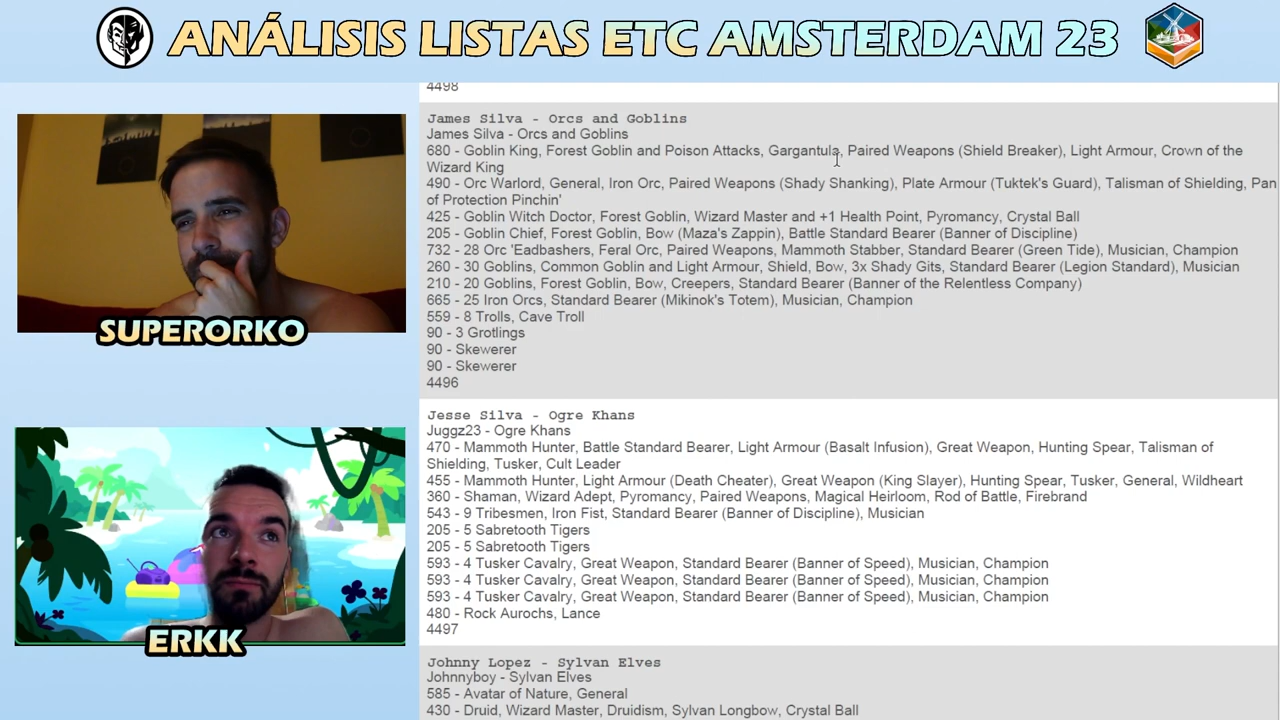 ANÁLISIS LISTAS ETC AMSTERDAM 23
4498
James Silva - Orcs and Goblins
James Silva - Orcs and Goblins
680 - Goblin King, Forest Goblin and Poison Attacks, Gargantula, Paired Weapons (Shield Breaker), Light Armour, Crown of the
Wizard King
490 - Orc Warlord, General, Iron Orc, Paired Weapons (Shady Shanking), Plate Armour (Tuktek's Guard), Talisman of Shielding, Pan
of Protection Pinchin'
425 - Goblin Witch Doctor, Forest Goblin, Wizard Master and +1 Health Point, Pyromancy, Crystal Ball
205 - Goblin Chief, Forest Goblin, Bow (Maza's Zappin), Battle Standard Bearer (Banner of Discipline)
732 - 28 Orc 'Eadbashers, Feral Orc, Paired Weapons, Mammoth Stabber, Standard Bearer (Green Tide), Musician, Champion
260 - 30 Goblins, Common Goblin and Light Armour, Shield, Bow, 3x Shady Gits, Standard Bearer (Legion Standard), Musician
210 - 20 Goblins, Forest Goblin, Bow, Creepers, Standard Bearer (Banner of the Relentless Company)
665 - 25 Iron Orcs, Standard Bearer (Mikinok's Totem), Musician, Champion
559 - 8 Trolls, Cave Troll
90 - 3 Grotlings
90 - Skewerer
90 - Skewerer
4496
SUPERORKO
Jesse Silva - Ogre Khans
Juggz23 - Ogre Khans
470 - Mammoth Hunter, Battle Standard Bearer, Light Armour (Basalt Infusion), Great Weapon, Hunting Spear, Talisman of
Shielding, Tusker, Cult Leader
455 - Mammoth Hunter, Light Armour (Death Cheater), Great Weapon (King Slayer), Hunting Spear, Tusker, General, Wildheart
360 - Shaman, Wizard Adept, Pyromancy, Paired Weapons, Magical Heirloom, Rod of Battle, Firebrand
543 - 9 Tribesmen, Iron Fist, Standard Bearer (Banner of Discipline), Musician
205 - 5 Sabretooth Tigers
205 - 5 Sabretooth Tigers
593 - 4 Tusker Cavalry, Great Weapon, Standard Bearer (Banner of Speed), Musician, Champion
593 - 4 Tusker Cavalry, Great Weapon, Standard Bearer (Banner of Speed), Musician, Champion
593 - 4 Tusker Cavalry, Great Weapon, Standard Bearer (Banner of Speed), Musician, Champion
480 - Rock Aurochs, Lance
4497
ERKK
Johnny Lopez - Sylvan Elves
Johnnyboy - Sylvan Elves
585 - Avatar of Nature, General
430 - Druid, Wizard Master, Druidism, Sylvan Longbow, Crystal Ball